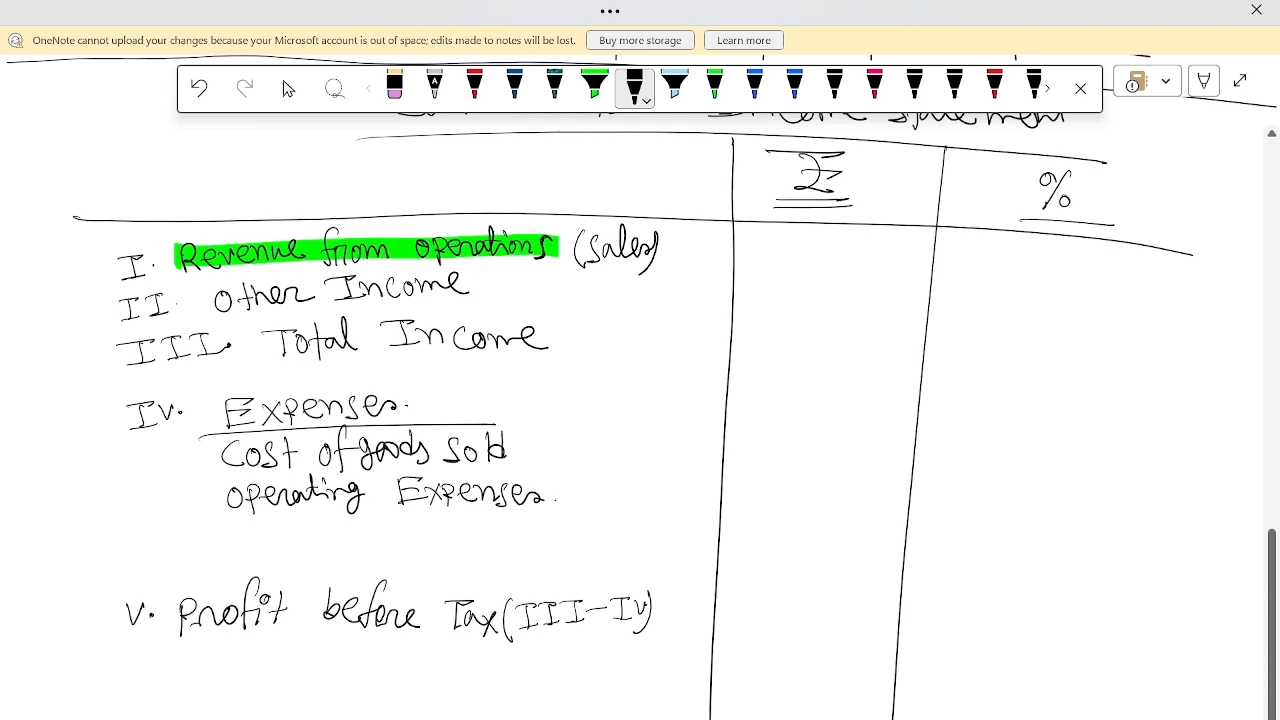 OneNote cannot upload your changes because your Microsoft account is out of space; edits made to notes will be lost. Buy more storage Learn more
Income statement
₹ %
I. Revenue from operations (sales)
II. Other Income
III. Total Income
IV. Expenses.
Cost of goods sold
operating Expenses.
V. Profit before Tax (III-IV)